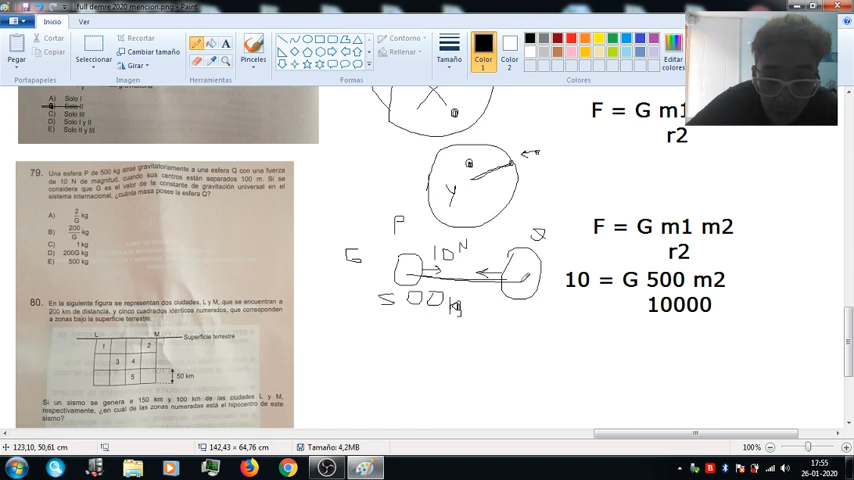 full demre 2020 mencion.png - Paint
Inicio
Ver
Pegar
Cortar
Copiar
Portapapeles
Seleccionar
Recortar
Cambiar tamaño
Girar
Imagen
Herramientas
Pinceles
Formas
Contorno
Rellenar
Tamaño
Color 1
Color 2
Colores
Editar colores
A) Solo I
Solo II
C) Solo III
D) Solo I y II
E) Solo II y III
79. Una esfera P de 500 kg atrae gravitatoriamente a una esfera Q con una fuerza
de 10 N de magnitud, cuando sus centros están separados 100 m. Si se
considera que G es el valor de la constante de gravitación universal en el
sistema internacional, ¿cuánta masa posee la esfera Q?
A) 2/G kg
B) 200/G kg
C) 1 kg
D) 200G kg
E) 500 kg
80. En la siguiente figura se representan dos ciudades, L y M, que se encuentran a
200 km de distancia, y cinco cuadrados idénticos numerados, que corresponden
a zonas bajo la superficie terrestre.
L M Superficie terrestre
1 2
3 4
5 50 km
Si un sismo se genera a 150 km y 100 km de las ciudades L y M,
respectivamente, ¿en cuál de las zonas numeradas está el hipocentro de este
sismo?
Y
P
G
10 N
500 kg
F = G m1
r2
F = G m1 m2
r2
10 = G 500 m2
10000
123,10, 50,61 cm
142,43 × 64,76 cm
Tamaño: 4,2MB
100%
17:55
26-01-2020